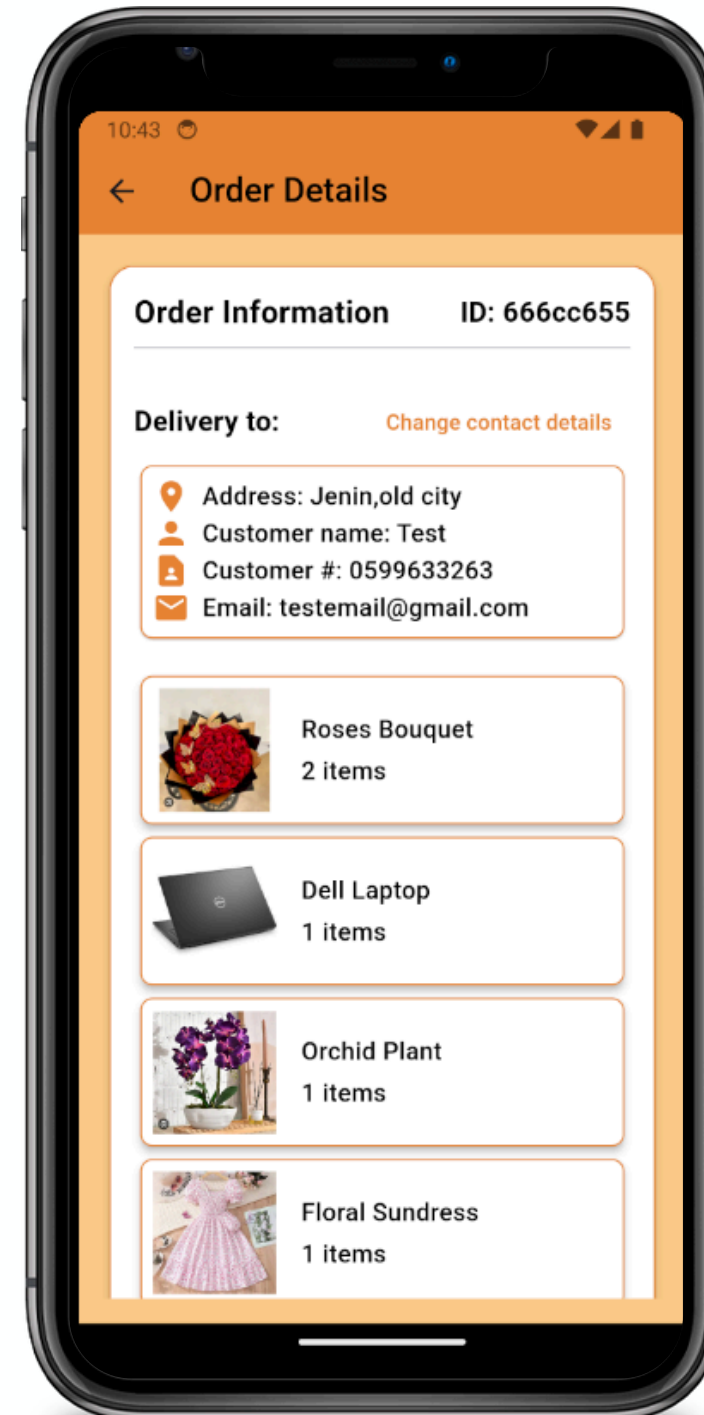 10:43
Order Details
Order Information ID: 666cc655
Delivery to: Change contact details
Address: Jenin,old city
Customer name: Test
Customer #: 0599633263
Email: testemail@gmail.com
Roses Bouquet
2 items
Dell Laptop
1 items
Orchid Plant
1 items
Floral Sundress
1 items